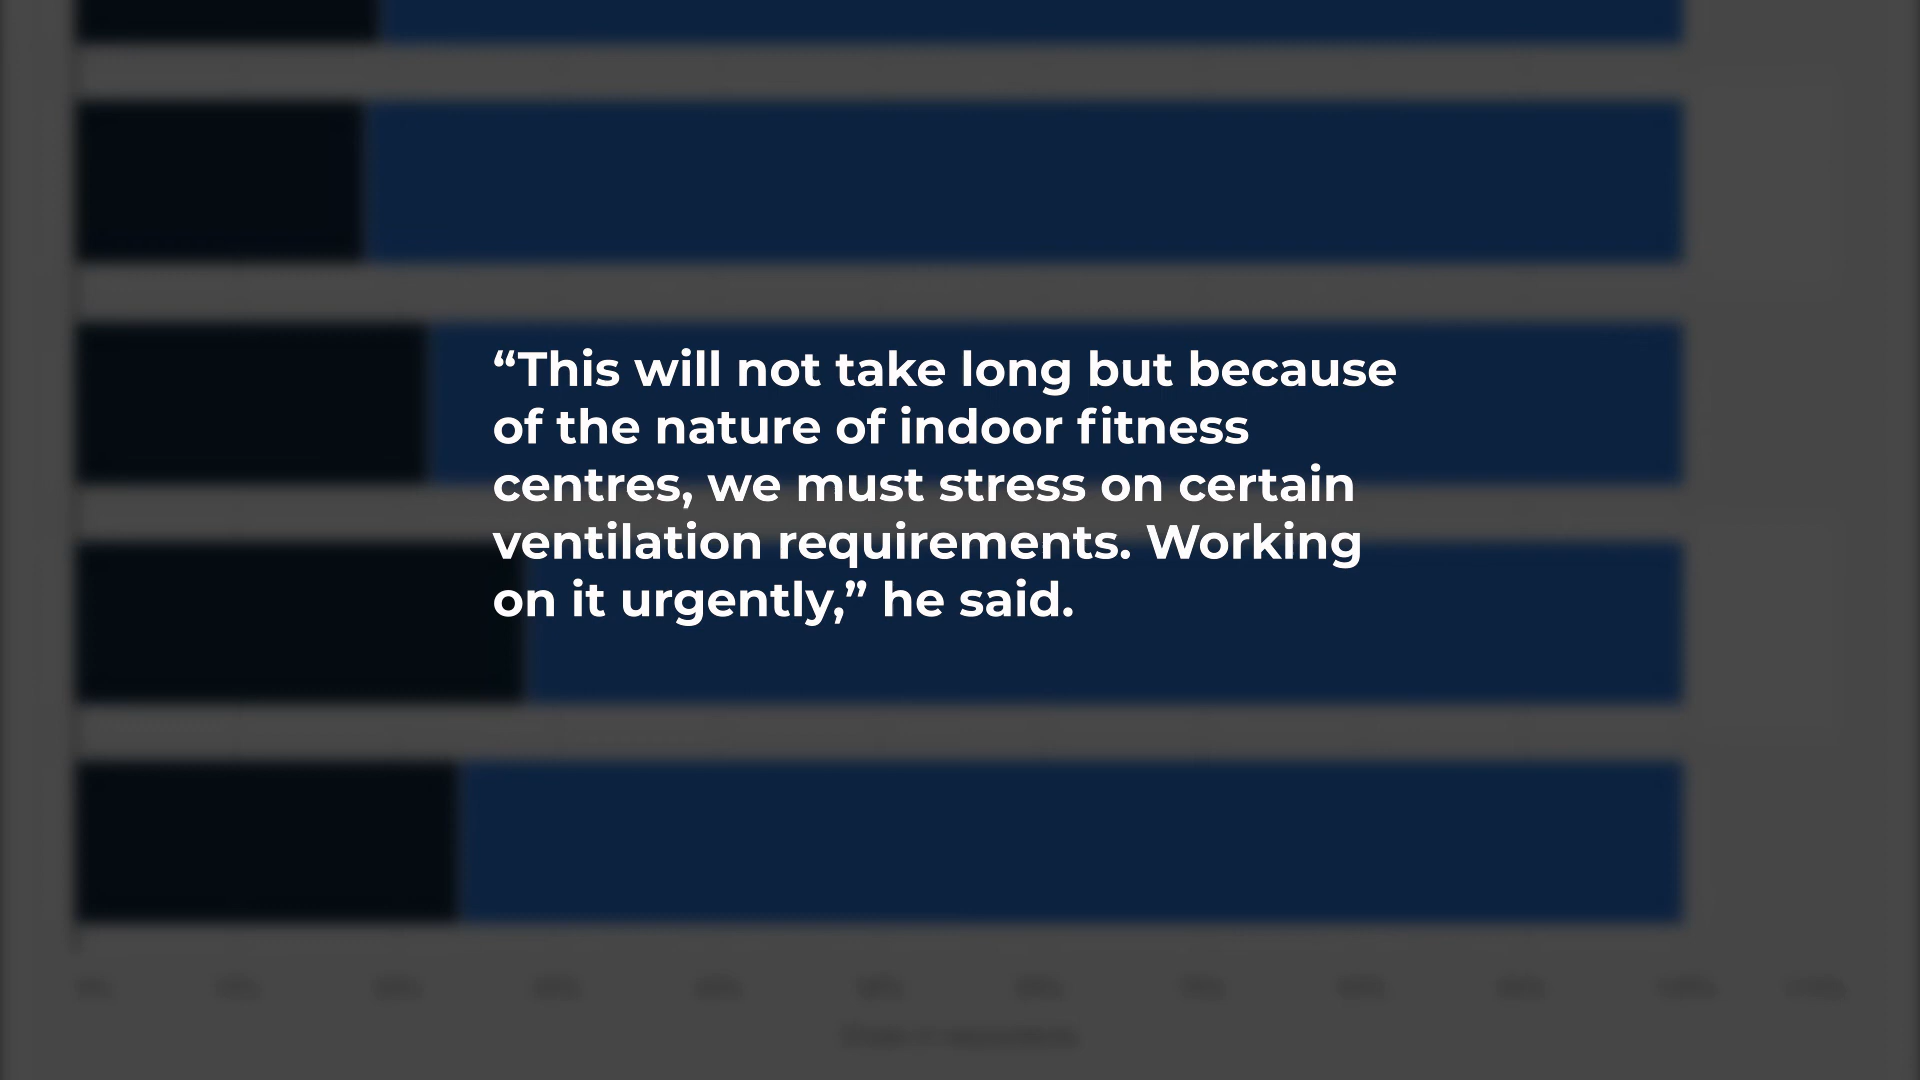 “This will not take long but because
of the nature of indoor fitness
centres, we must stress on certain
ventilation requirements. Working
on it urgently,” he said.